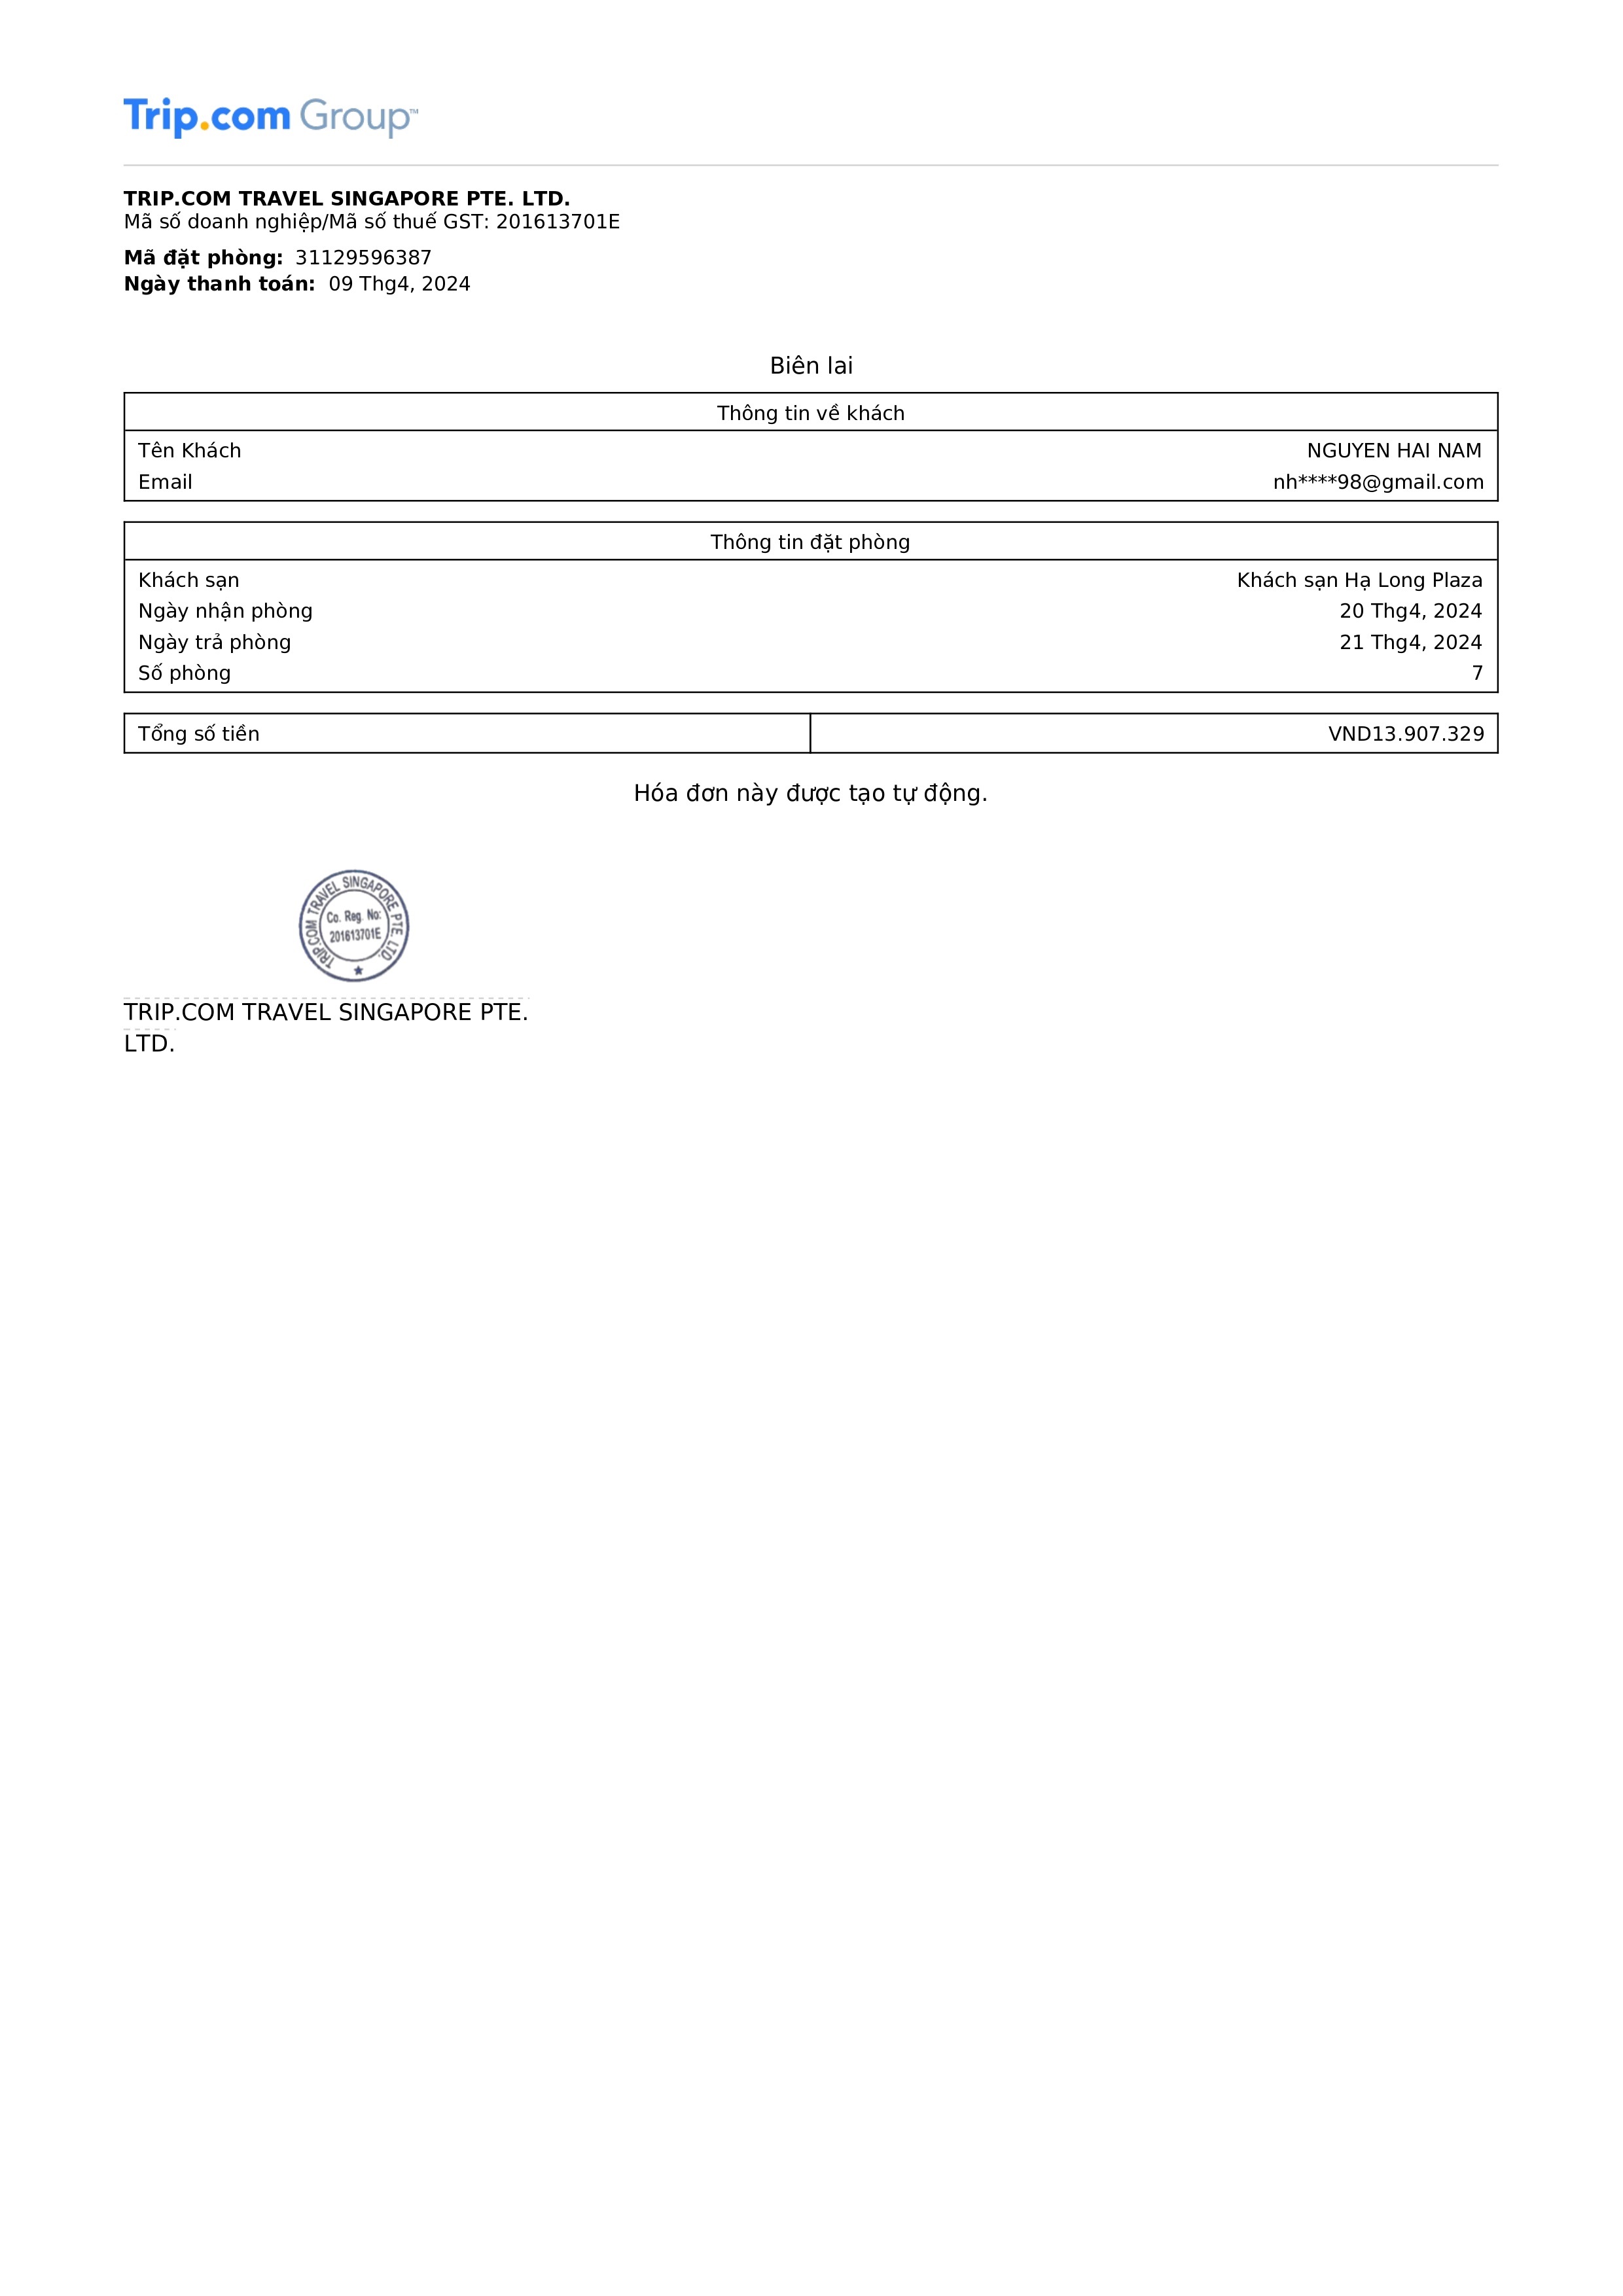 Trip.com Group™
TRIP.COM TRAVEL SINGAPORE PTE. LTD.
Mã số doanh nghiệp/Mã số thuế GST: 201613701E
Mã đặt phòng: 31129596387
Ngày thanh toán: 09 Thg4, 2024
Biên lai
Thông tin về khách
Tên Khách NGUYEN HAI NAM
Email nh****98@gmail.com
Thông tin đặt phòng
Khách sạn Khách sạn Hạ Long Plaza
Ngày nhận phòng 20 Thg4, 2024
Ngày trả phòng 21 Thg4, 2024
Số phòng 7
Tổng số tiền VND13.907.329
Hóa đơn này được tạo tự động.
TRIP.COM TRAVEL SINGAPORE PTE. LTD.
Co. Reg. No:
201613701E
TRIP.COM TRAVEL SINGAPORE PTE.
LTD.